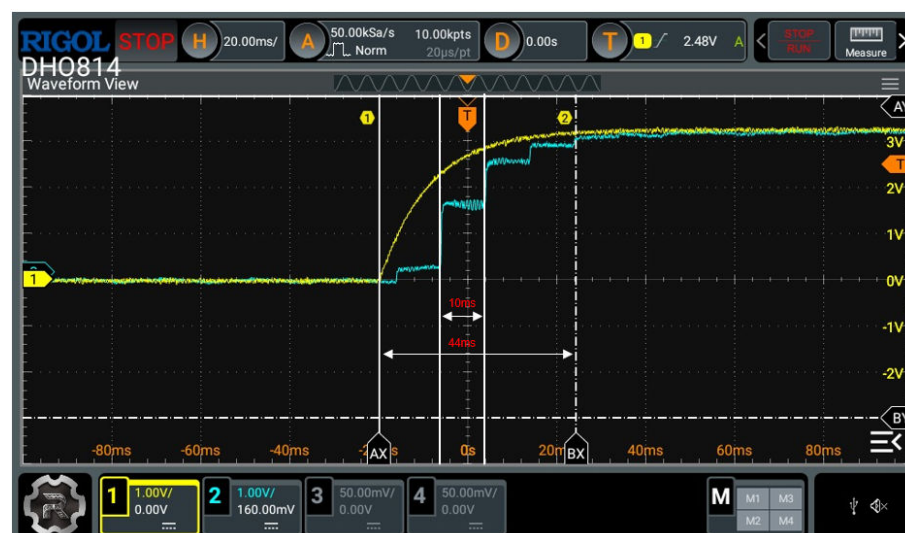 RIGOL STOP H 20.00ms/ A 50.00kSa/s 10.00kpts D 0.00s T 1 2.48V A STOP
Norm 20µs/pt RUN Measure
DHO814
Waveform View
1 T 2 AY
3V
T
2V
1V
1 0V
10ms
-1V
44ms
-2V
BY
-80ms -60ms -40ms AX s 0s 20m BX 40ms 60ms 80ms
1 1.00V/ 2 1.00V/ 3 50.00mV/ 4 50.00mV/ M M1 M3
0.00V 160.00mV 0.00V 0.00V M2 M4